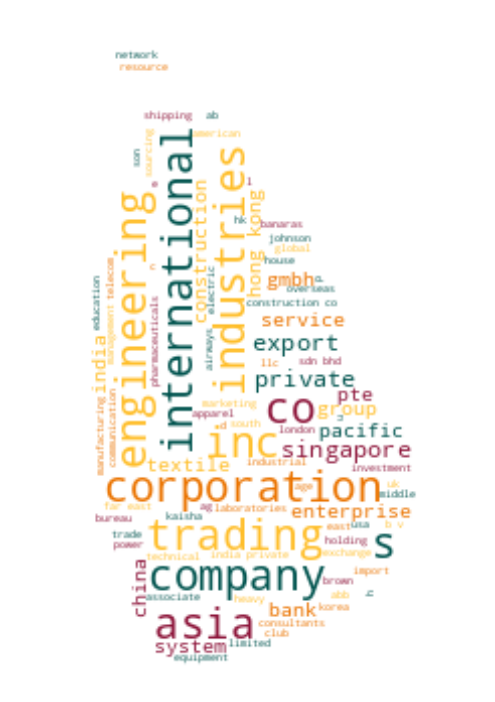 network
resource
shipping
ab
american
sourcing
son
international
industries
engineering
construction
hong kong
hk
banaras
johnson
global
house
gmbh
overseas
construction co
electric
airways
pharmaceuticals
telecom
management
education
india
manufacturing
communication
service
export
llc
sdn bhd
private
marketing
apparel
south
co
pte
group
london
pacific
inc
singapore
textile
industrial
investment
corporation
age
uk
middle
far east
ag
laboratories
enterprise
bureau
kaisha
east
usa
b v
trading
s
trade
power
holding
technical
india private
exchange
china
company
import
brown
associate
heavy
abb
bank
korea
asia
consultants
club
system
limited
equipment